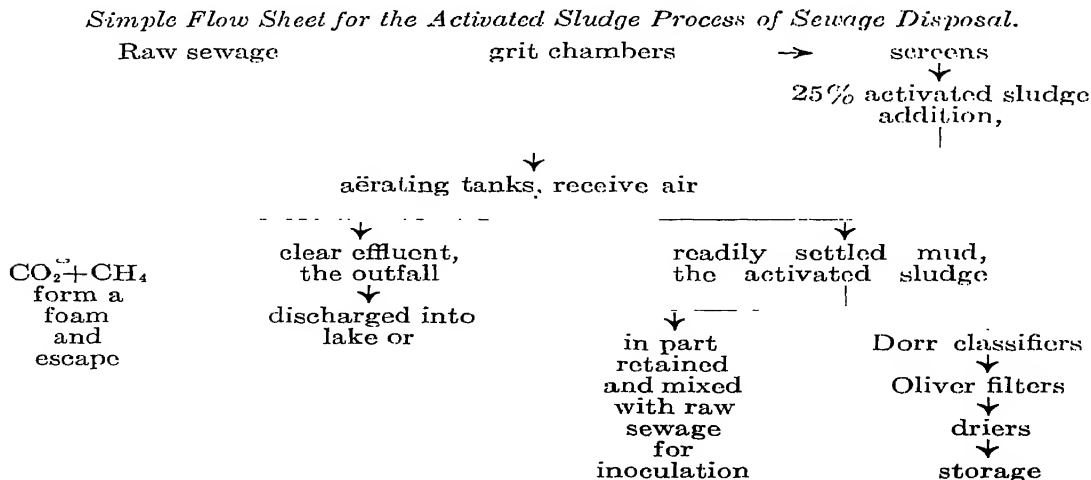 Simple Flow Sheet for the Activated Sludge Process of Sewage Disposal.
Raw sewage grit chambers → screens
25% activated sludge
addition,
aërating tanks, receive air
CO₂+CH₄
form a
foam
and
escape
clear effluent,
the outfall
discharged into
lake or
readily settled mud,
the activated sludge
in part
retained
and mixed
with raw
sewage
for
inoculation
Dorr classifiers
Oliver filters
driers
storage